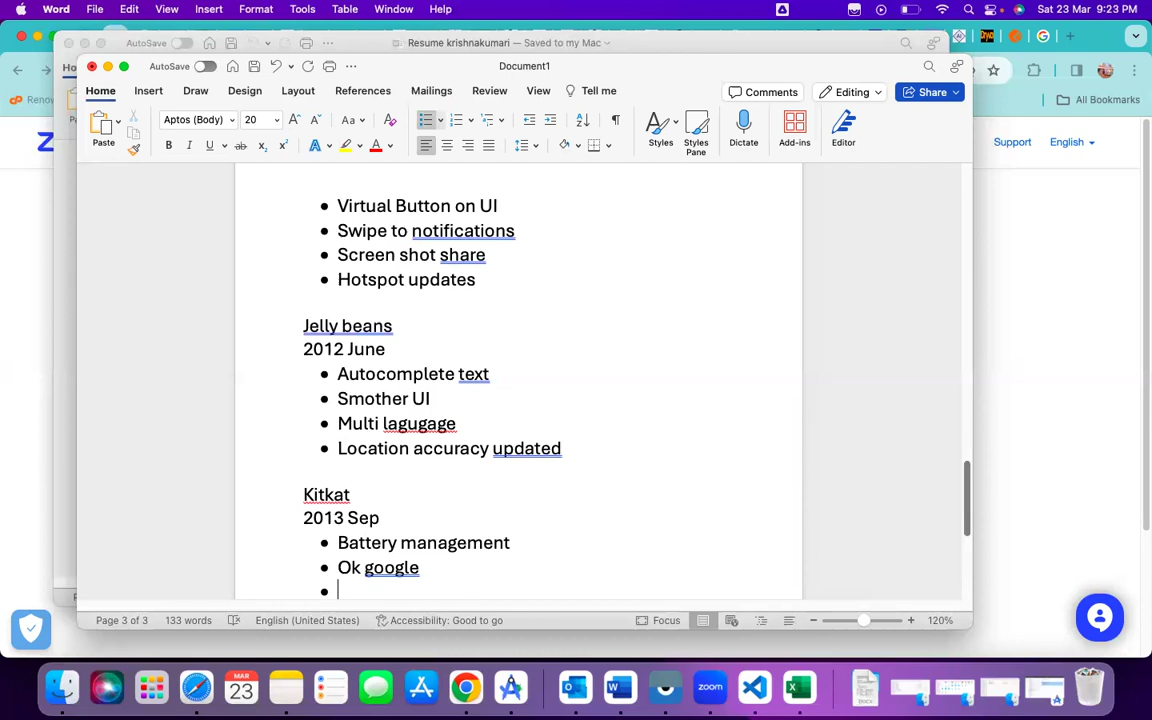 Word File Edit View Insert Format Tools Table Window Help Sat 23 Mar 9:23 PM
AutoSave Resume krishnakumari — Saved to my Mac
AutoSave Document1
Home Insert Draw Design Layout References Mailings Review View Tell me Comments Editing Share
Renov All Bookmarks
Aptos (Body) 20 Aa
Paste Styles Styles Pane Dictate Add-ins Editor
Support English
• Virtual Button on UI
• Swipe to notifications
• Screen shot share
• Hotspot updates
Jelly beans
2012 June
• Autocomplete text
• Smother UI
• Multi lagugage
• Location accuracy updated
Kitkat
2013 Sep
• Battery management
• Ok google
•
Page 3 of 3 133 words English (United States) Accessibility: Good to go Focus 120%
MAR
23
zoom